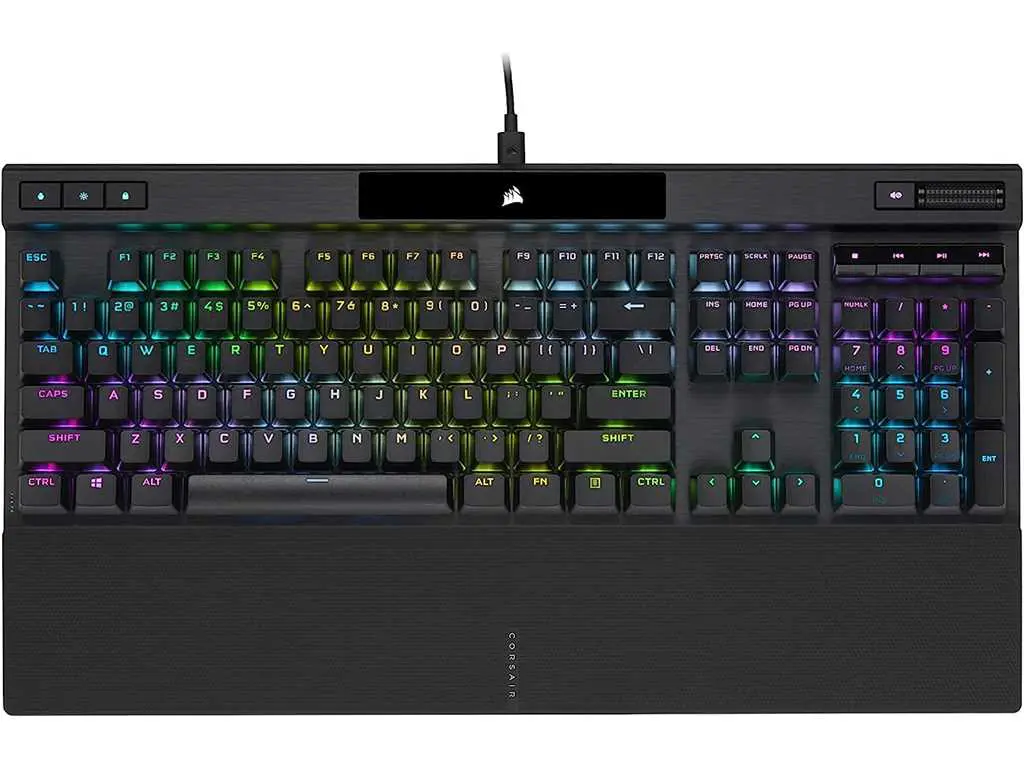 ESC F1 F2 F3 F4 F5 F6 F7 F8 F9 F10 F11 F12 PRTSC SCRLK PAUSE
~ ` 1! 2@ 3# 4$ 5% 6^ 7& 8* 9( 0) -_ =+ ← INS HOME PG UP NUMLK / * -
TAB Q W E R T Y U I O P [{ ]} \| DEL END PG DN 7 HOME 8 ^ 9 PG UP +
CAPS A S D F G H J K L ;: '" ENTER 4 < 5 6 >
SHIFT Z X C V B N M ,< .> /? SHIFT ^ 1 END 2 3 PG DN ENT
CTRL ALT ALT FN CTRL < > 0 .
CORSAIR